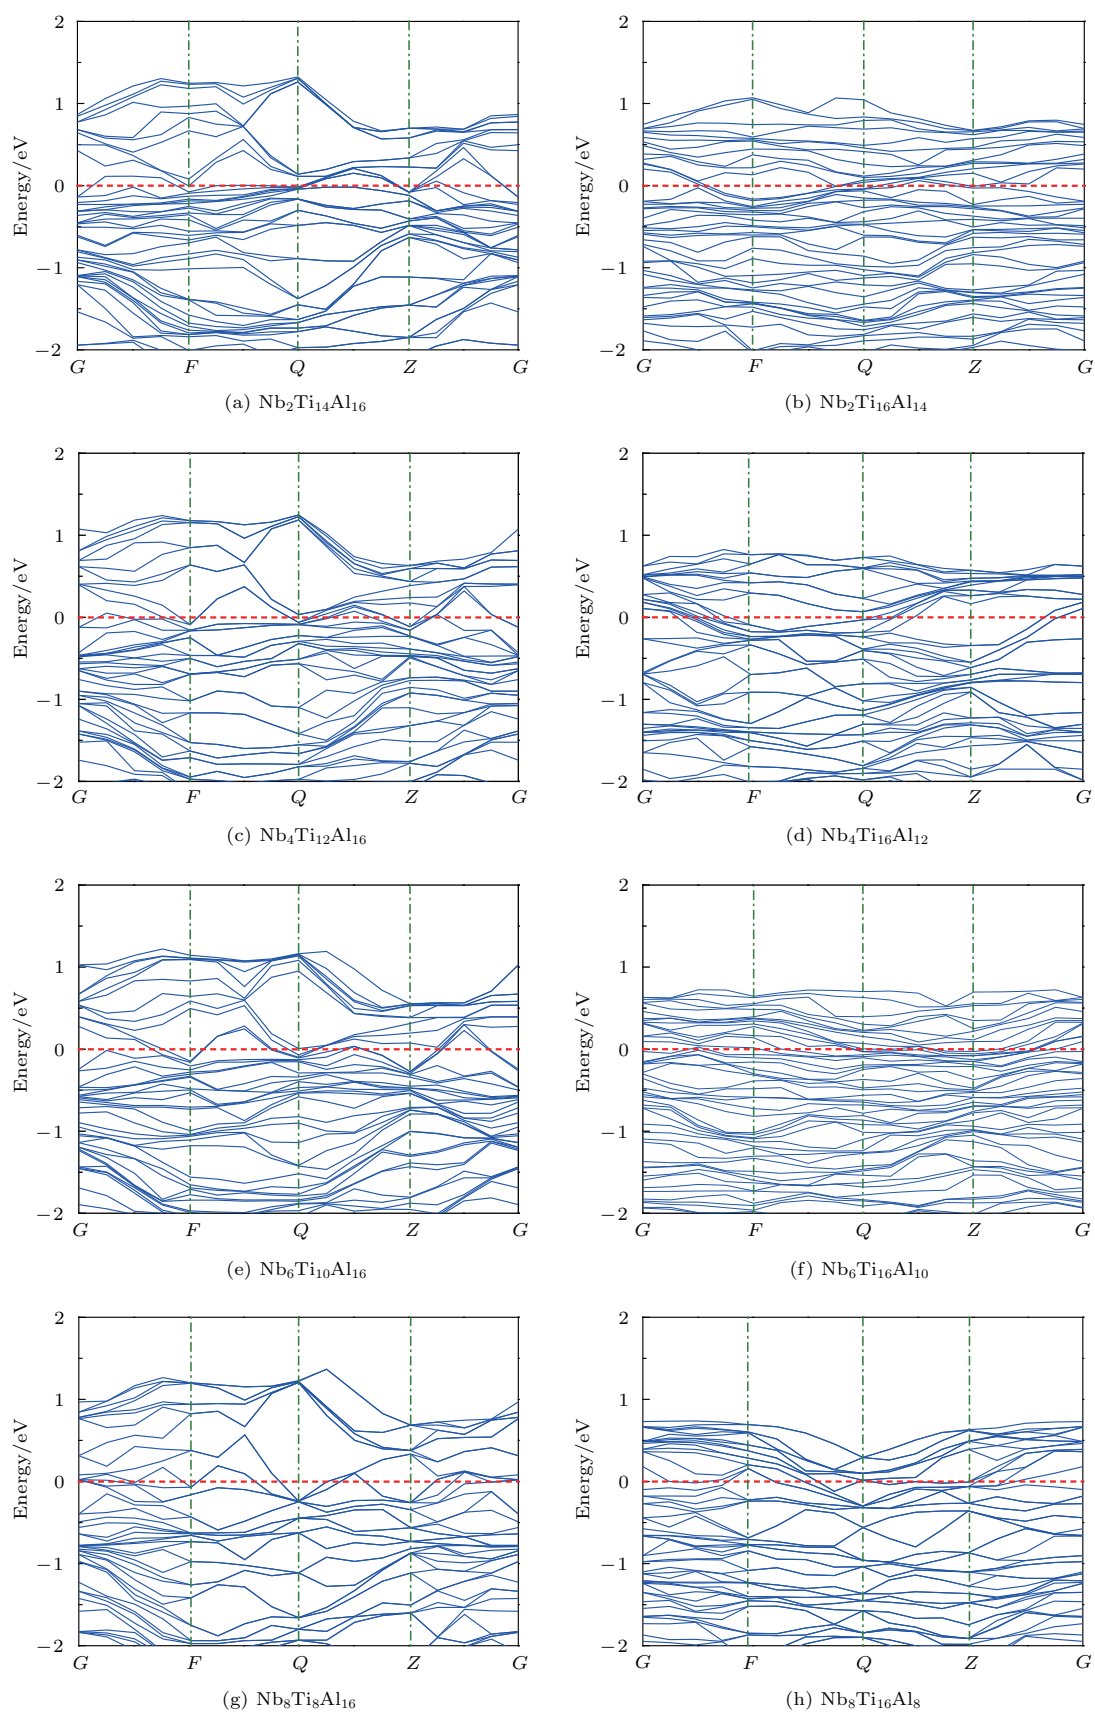 2 2
1 1
Energy/eV Energy/eV
0 0
−1 −1
−2 −2
G F Q Z G G F Q Z G
(a) Nb₂Ti₁₄Al₁₆ (b) Nb₂Ti₁₆Al₁₄
2 2
1 1
Energy/eV Energy/eV
0 0
−1 −1
−2 −2
G F Q Z G G F Q Z G
(c) Nb₄Ti₁₂Al₁₆ (d) Nb₄Ti₁₆Al₁₂
2 2
1 1
Energy/eV Energy/eV
0 0
−1 −1
−2 −2
G F Q Z G G F Q Z G
(e) Nb₆Ti₁₀Al₁₆ (f) Nb₆Ti₁₆Al₁₀
2 2
1 1
Energy/eV Energy/eV
0 0
−1 −1
−2 −2
G F Q Z G G F Q Z G
(g) Nb₈Ti₈Al₁₆ (h) Nb₈Ti₁₆Al₈